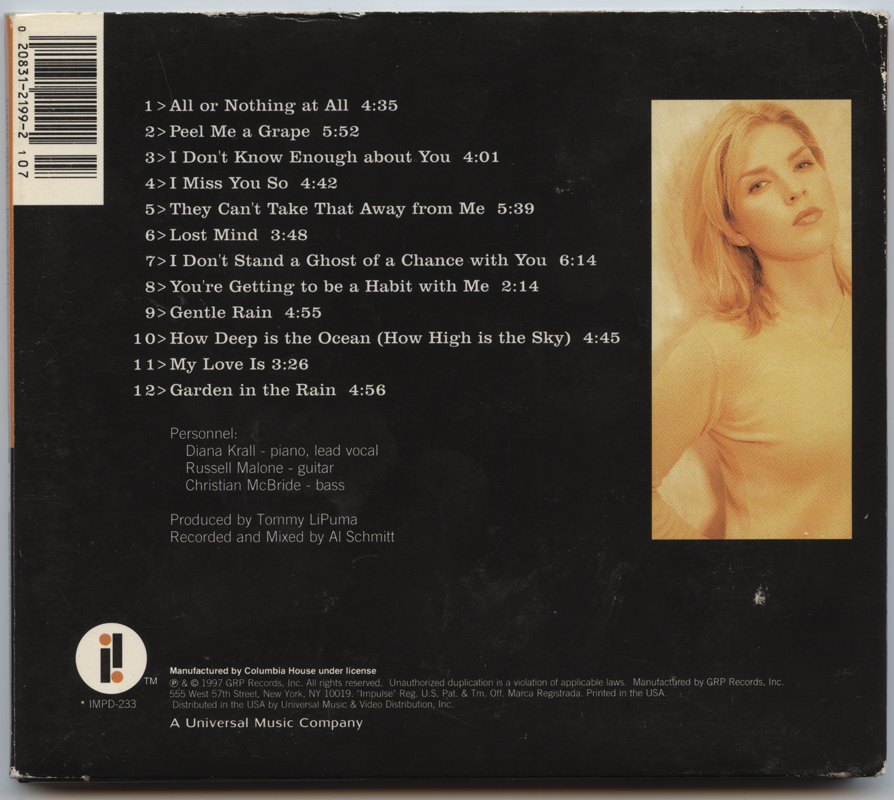 0 20831-2199-2 107
1> All or Nothing at All 4:35
2> Peel Me a Grape 5:52
3> I Don't Know Enough about You 4:01
4> I Miss You So 4:42
5> They Can't Take That Away from Me 5:39
6> Lost Mind 3:48
7> I Don't Stand a Ghost of a Chance with You 6:14
8> You're Getting to be a Habit with Me 2:14
9> Gentle Rain 4:55
10> How Deep is the Ocean (How High is the Sky) 4:45
11> My Love Is 3:26
12> Garden in the Rain 4:56
Personnel:
Diana Krall - piano, lead vocal
Russell Malone - guitar
Christian McBride - bass
Produced by Tommy LiPuma
Recorded and Mixed by Al Schmitt
i!
TM
* IMPD-233
Manufactured by Columbia House under license
℗ & © 1997 GRP Records, Inc. All rights reserved. Unauthorized duplication is a violation of applicable laws. Manufactured by GRP Records, Inc.
555 West 57th Street, New York, NY 10019. "Impulse" Reg. U.S. Pat. & Tm. Off. Marca Registrada. Printed in the USA.
Distributed in the USA by Universal Music & Video Distribution, Inc.
A Universal Music Company